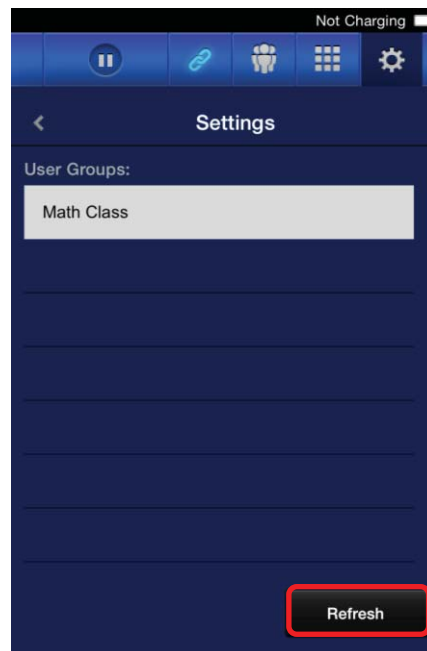 Not Charging
Settings
User Groups:
Math Class
Refresh